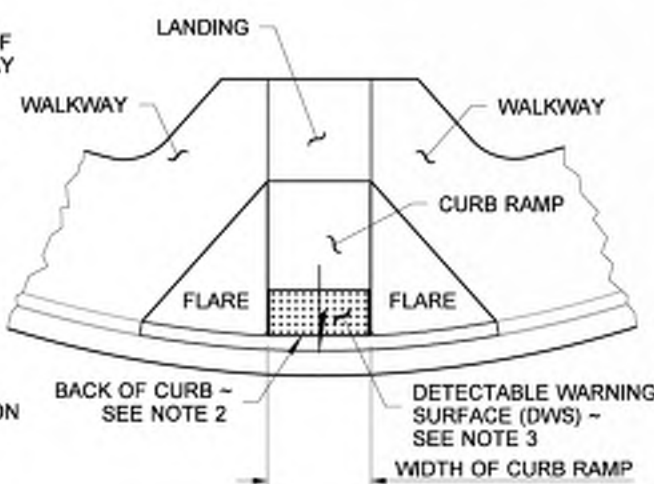 LANDING
WALKWAY
WALKWAY
CURB RAMP
FLARE
FLARE
BACK OF CURB ~
SEE NOTE 2
DETECTABLE WARNING
SURFACE (DWS) ~
SEE NOTE 3
WIDTH OF CURB RAMP